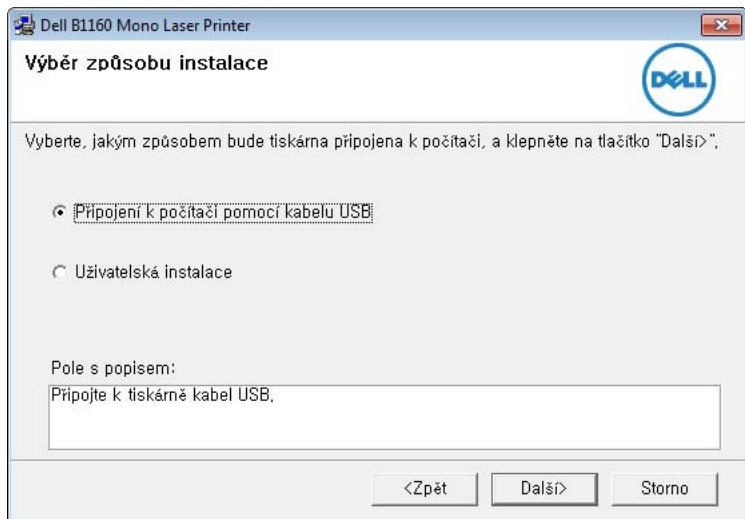 Dell B1160 Mono Laser Printer
Výběr způsobu instalace
DELL
Vyberte, jakým způsobem bude tiskárna připojena k počítači, a klepněte na tlačítko "Další>",
Připojení k počítači pomocí kabelu USB
Uživatelská instalace
Pole s popisem:
Připojte k tiskárně kabel USB,
<Zpět
Další>
Storno